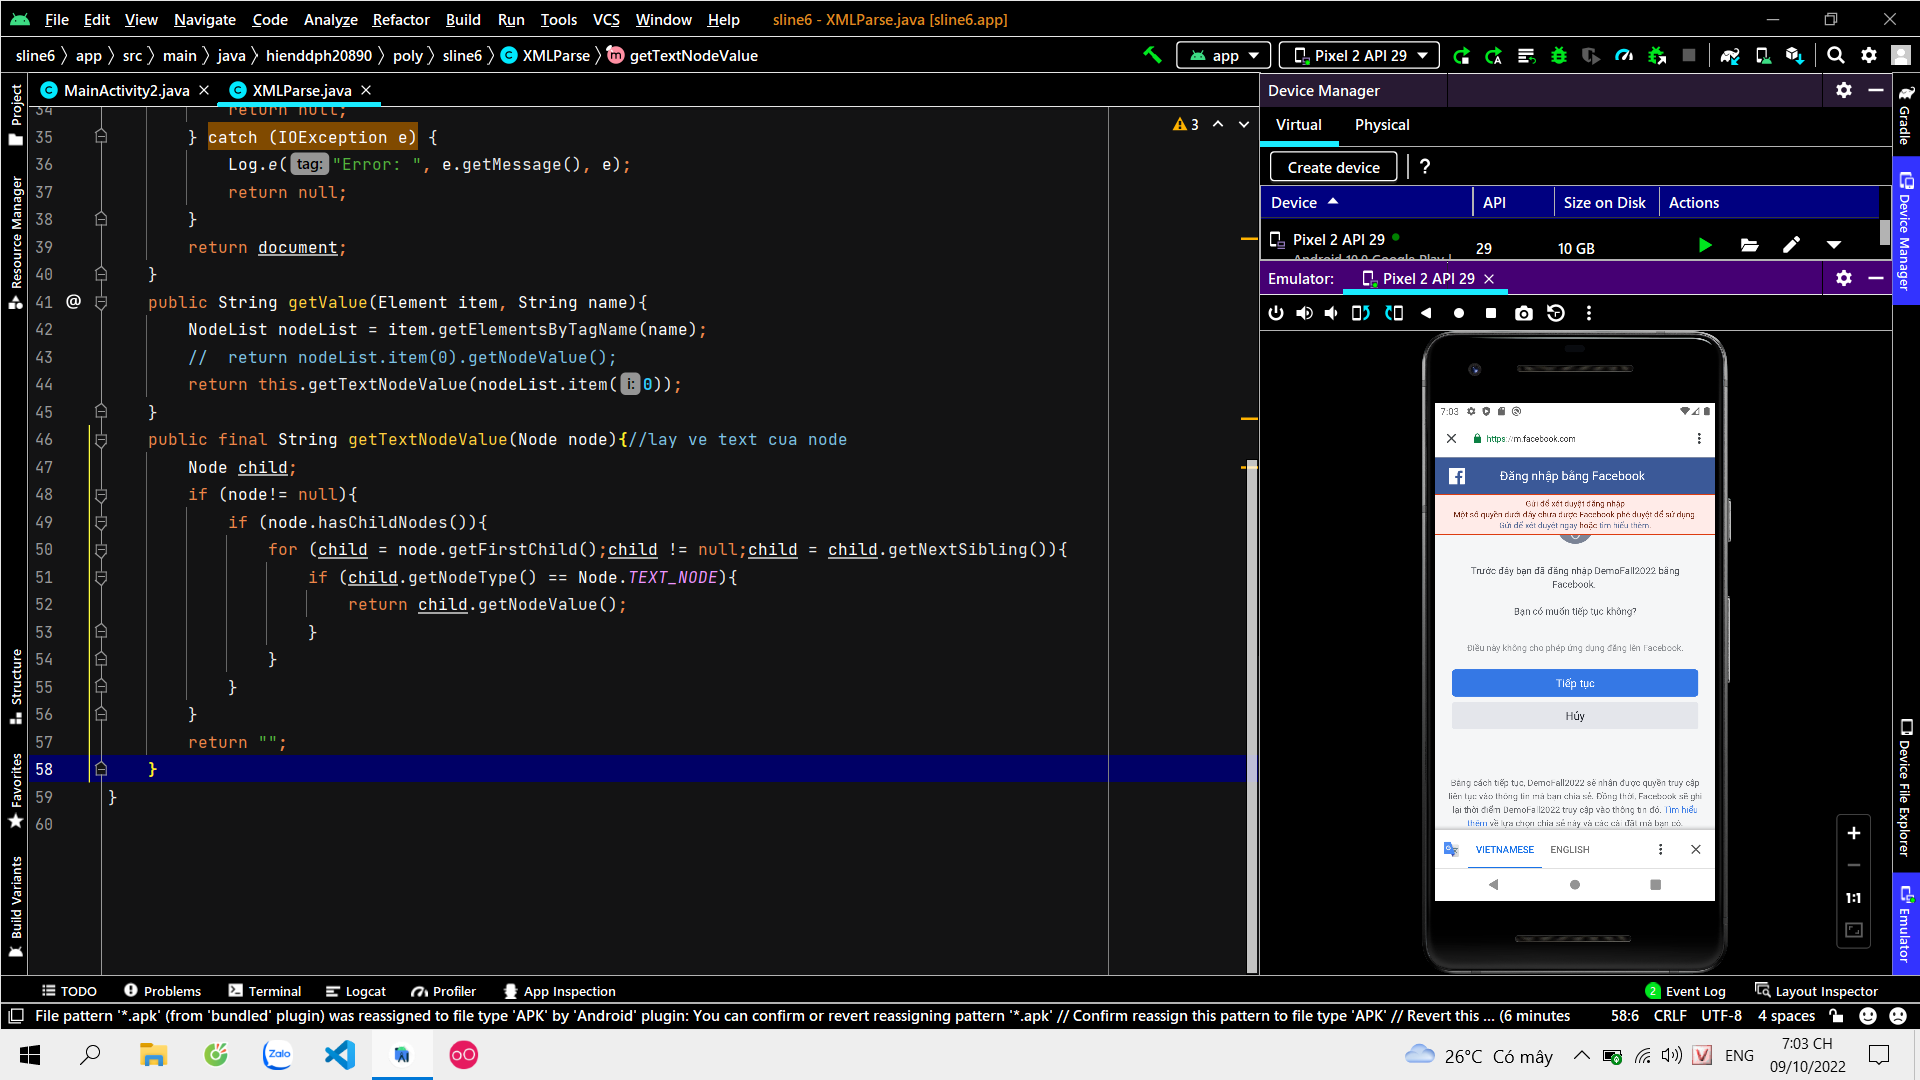 File Edit View Navigate Code Analyze Refactor Build Run Tools VCS Window Help sline6 - XMLParse.java [sline6.app]
sline6 app src main java hienddph20890 poly sline6 XMLParse getTextNodeValue app Pixel 2 API 29
MainActivity2.java XMLParse.java
34 return null;
35 } catch (IOException e) {
36 Log.e( tag: "Error: ", e.getMessage(), e);
37 return null;
38 }
39 return document;
40 }
41 @ public String getValue(Element item, String name){
42 NodeList nodeList = item.getElementsByTagName(name);
43 // return nodeList.item(0).getNodeValue();
44 return this.getTextNodeValue(nodeList.item( i: 0));
45 }
46 public final String getTextNodeValue(Node node){//lay ve text cua node
47 Node child;
48 if (node!= null){
49 if (node.hasChildNodes()){
50 for (child = node.getFirstChild();child != null;child = child.getNextSibling()){
51 if (child.getNodeType() == Node.TEXT_NODE){
52 return child.getNodeValue();
53 }
54 }
55 }
56 }
57 return "";
58 }
59 }
60
3
Project
Resource Manager
Structure
Favorites
Build Variants
Device Manager
Virtual Physical
Create device ?
Device API Size on Disk Actions
Pixel 2 API 29 29 10 GB
Android 10.0 Google Play |
Emulator: Pixel 2 API 29
7:03
https://m.facebook.com
Đăng nhập bằng Facebook
Gửi để xét duyệt đăng nhập
Một số quyền dưới đây chưa được Facebook phê duyệt để sử dụng
Gửi để xét duyệt ngay hoặc tìm hiểu thêm.
Trước đây bạn đã đăng nhập DemoFall2022 bằng
Facebook.
Bạn có muốn tiếp tục không?
Điều này không cho phép ứng dụng đăng lên Facebook.
Tiếp tục
Hủy
Bằng cách tiếp tục, DemoFall2022 sẽ nhận được quyền truy cập
liên tục vào thông tin mà bạn chia sẻ. Đồng thời, Facebook sẽ ghi
lại thời điểm DemoFall2022 truy cập vào thông tin đó. Tìm hiểu
thêm về lựa chọn chia sẻ này và các cài đặt mà bạn có.
VIETNAMESE ENGLISH
1:1
Gradle
Device Manager
Device File Explorer
Emulator
TODO Problems Terminal Logcat Profiler App Inspection 2 Event Log Layout Inspector
File pattern '*.apk' (from 'bundled' plugin) was reassigned to file type 'APK' by 'Android' plugin: You can confirm or revert reassigning pattern '*.apk' // Confirm reassign this pattern to file type 'APK' // Revert this ... (6 minutes 58:6 CRLF UTF-8 4 spaces
Zalo 26°C Có mây ENG 7:03 CH
09/10/2022